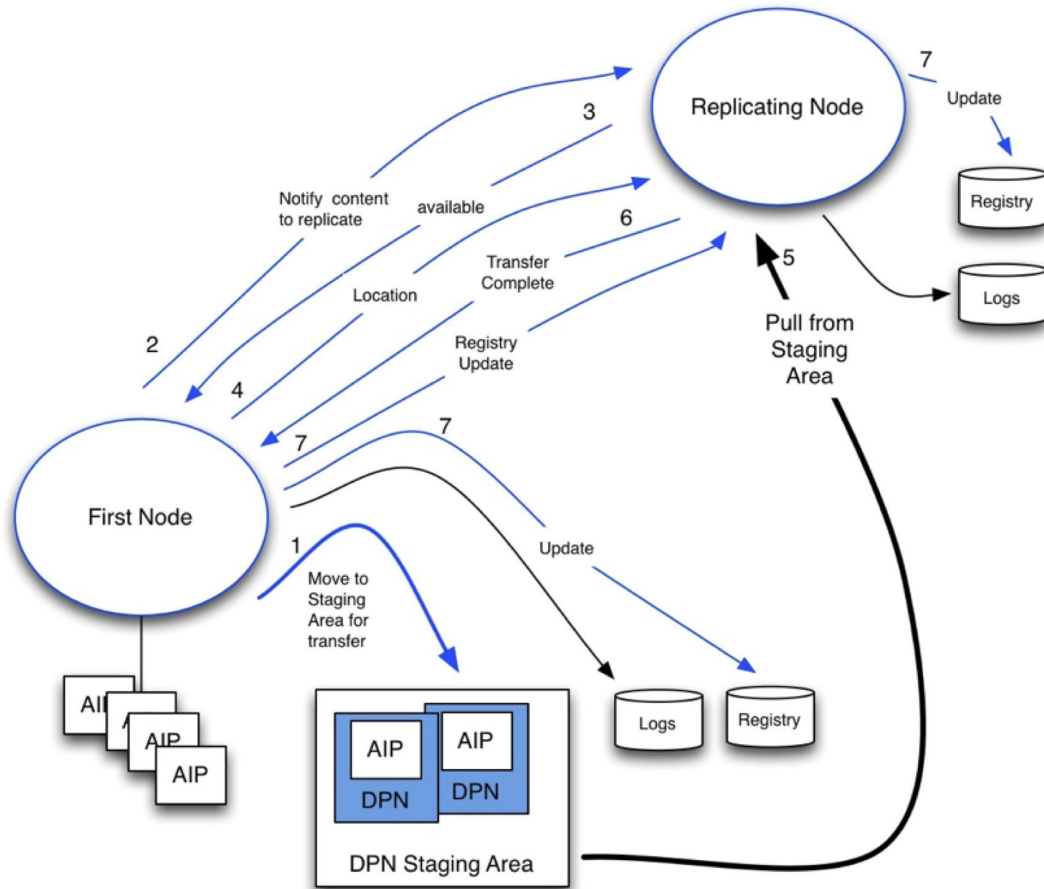 7
Update
Replicating Node
3
Notify content
to replicate
available
Registry
6
Transfer
Complete
5
Location
Logs
Pull from
Staging
Area
2
Registry
Update
4
7
7
First Node
1
Update
Move to
Staging
Area for
transfer
AIP
AIP
AIP
AIP
Logs
Registry
AIP
AIP
DPN
DPN
DPN Staging Area